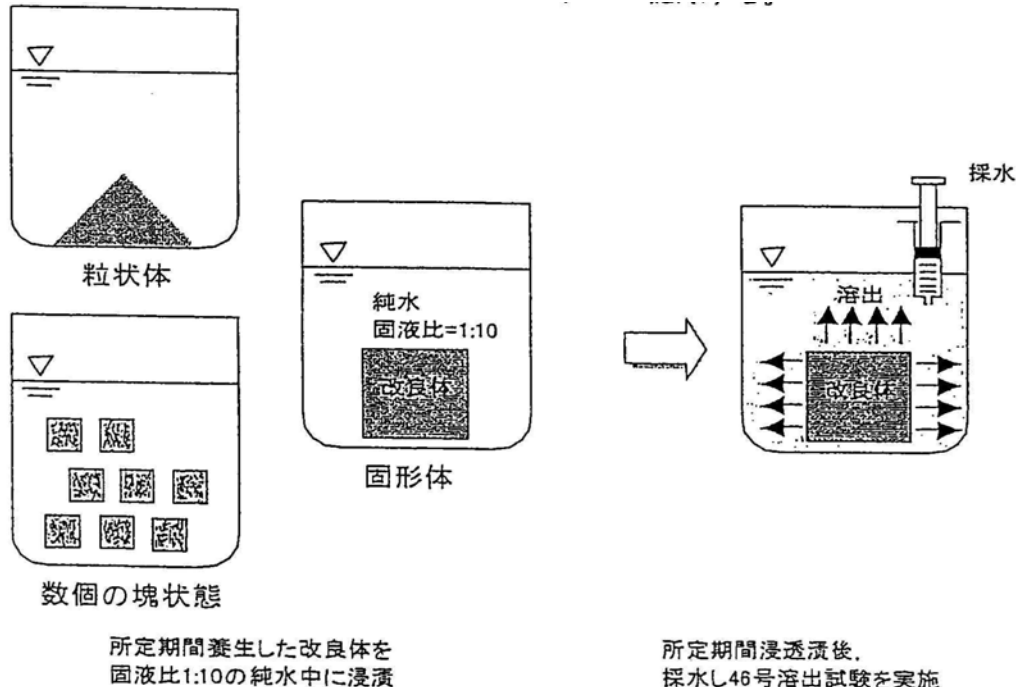 粒状体
数個の塊状態
純水
固液比=1:10
改良体
固形体
採水
溶出
改良体
所定期間養生した改良体を
固液比1:10の純水中に浸漬
所定期間浸透漬後,
採水し46号溶出試験を実施